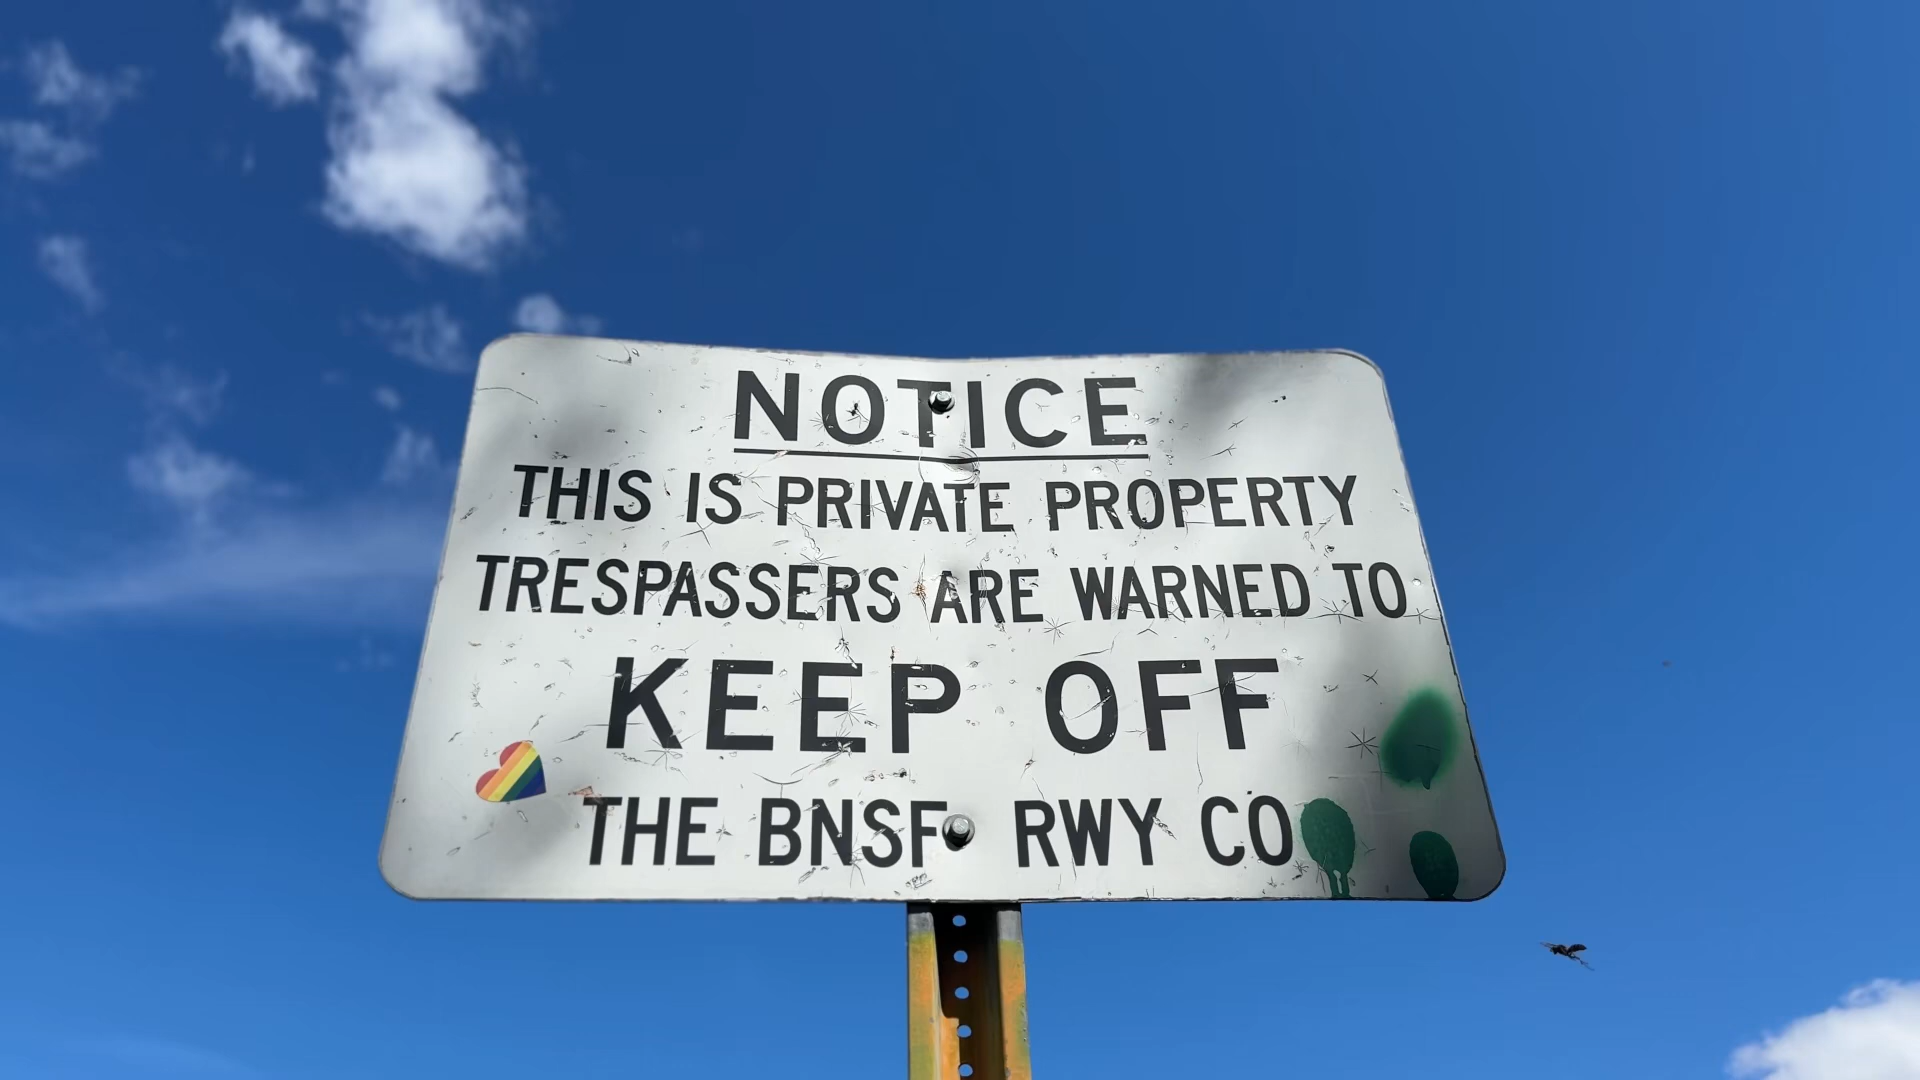 NOTICE
THIS IS PRIVATE PROPERTY
TRESPASSERS ARE WARNED TO
KEEP OFF
THE BNSF RWY CO